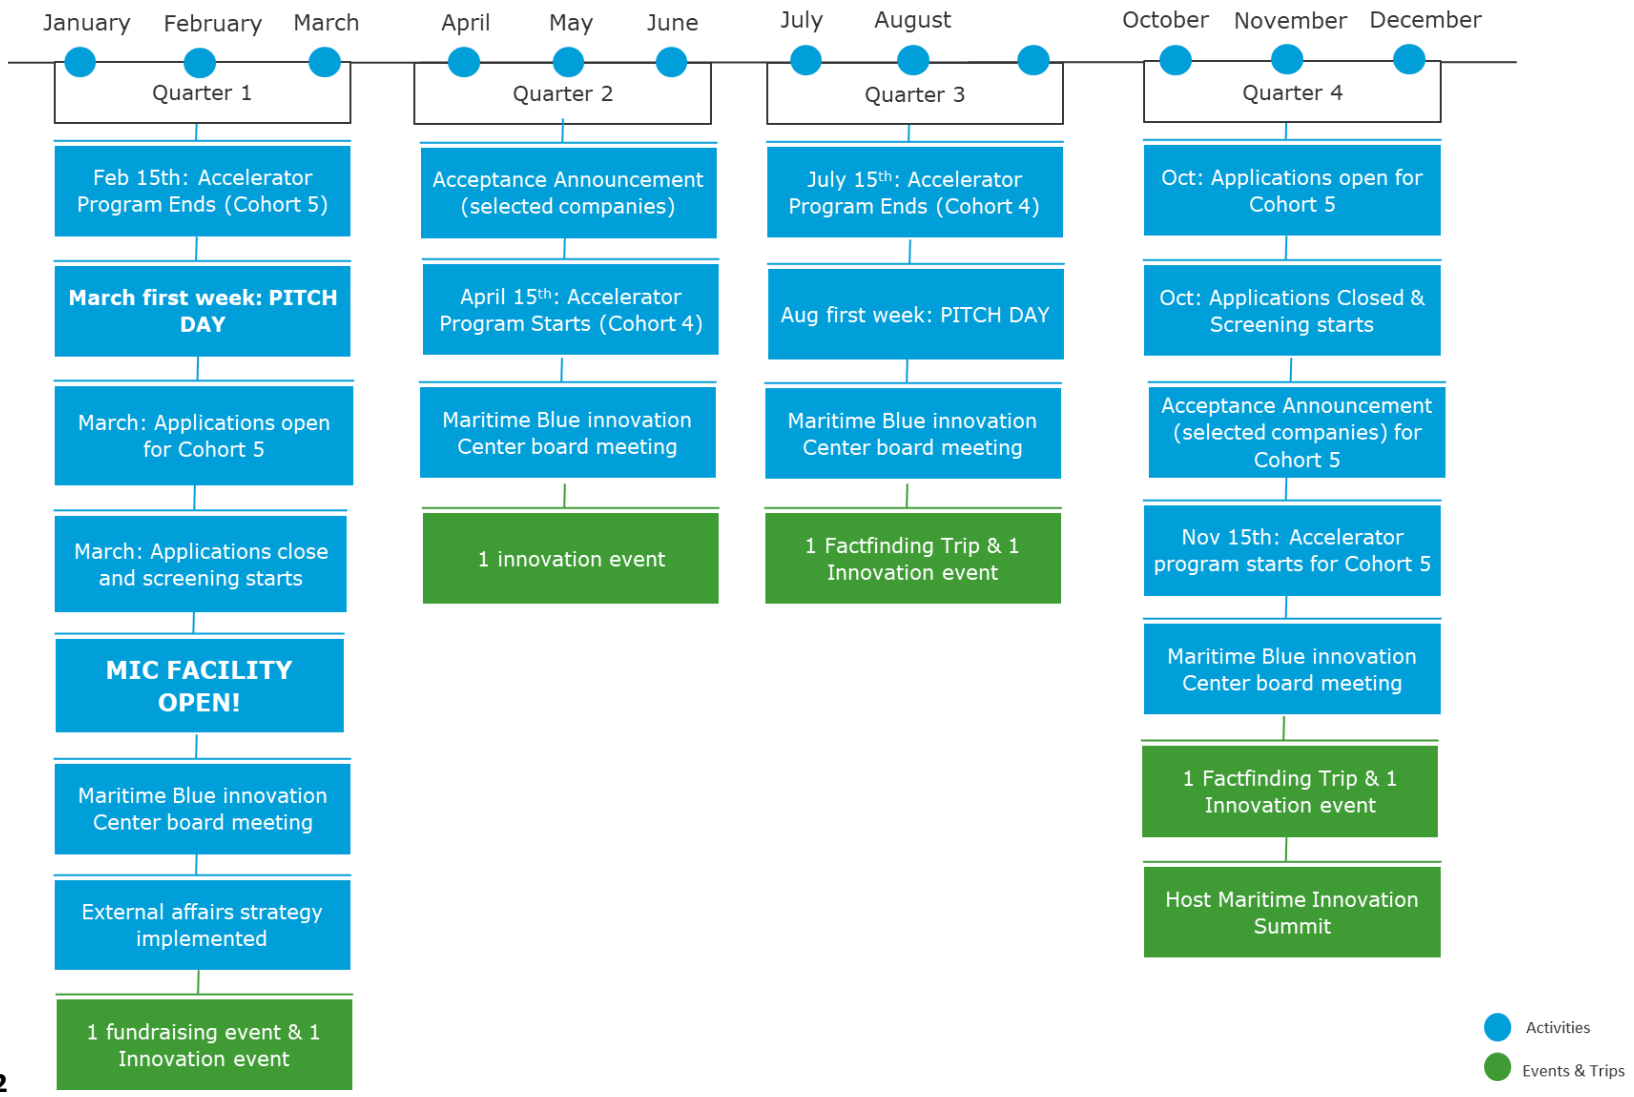 January
February
March
April
May
June
July
August
October
November
December
Quarter 1
Quarter 2
Quarter 3
Quarter 4
Feb 15th: Accelerator
Program Ends (Cohort 5)
March first week: PITCH
DAY
March: Applications open
for Cohort 5
March: Applications close
and screening starts
MIC FACILITY
OPEN!
Maritime Blue innovation
Center board meeting
External affairs strategy
implemented
1 fundraising event & 1
Innovation event
Acceptance Announcement
(selected companies)
April 15th: Accelerator
Program Starts (Cohort 4)
Maritime Blue innovation
Center board meeting
1 innovation event
July 15th: Accelerator
Program Ends (Cohort 4)
Aug first week: PITCH DAY
Maritime Blue innovation
Center board meeting
1 Factfinding Trip & 1
Innovation event
Oct: Applications open for
Cohort 5
Oct: Applications Closed &
Screening starts
Acceptance Announcement
(selected companies) for
Cohort 5
Nov 15th: Accelerator
program starts for Cohort 5
Maritime Blue innovation
Center board meeting
1 Factfinding Trip & 1
Innovation event
Host Maritime Innovation
Summit
Activities
Events & Trips
2